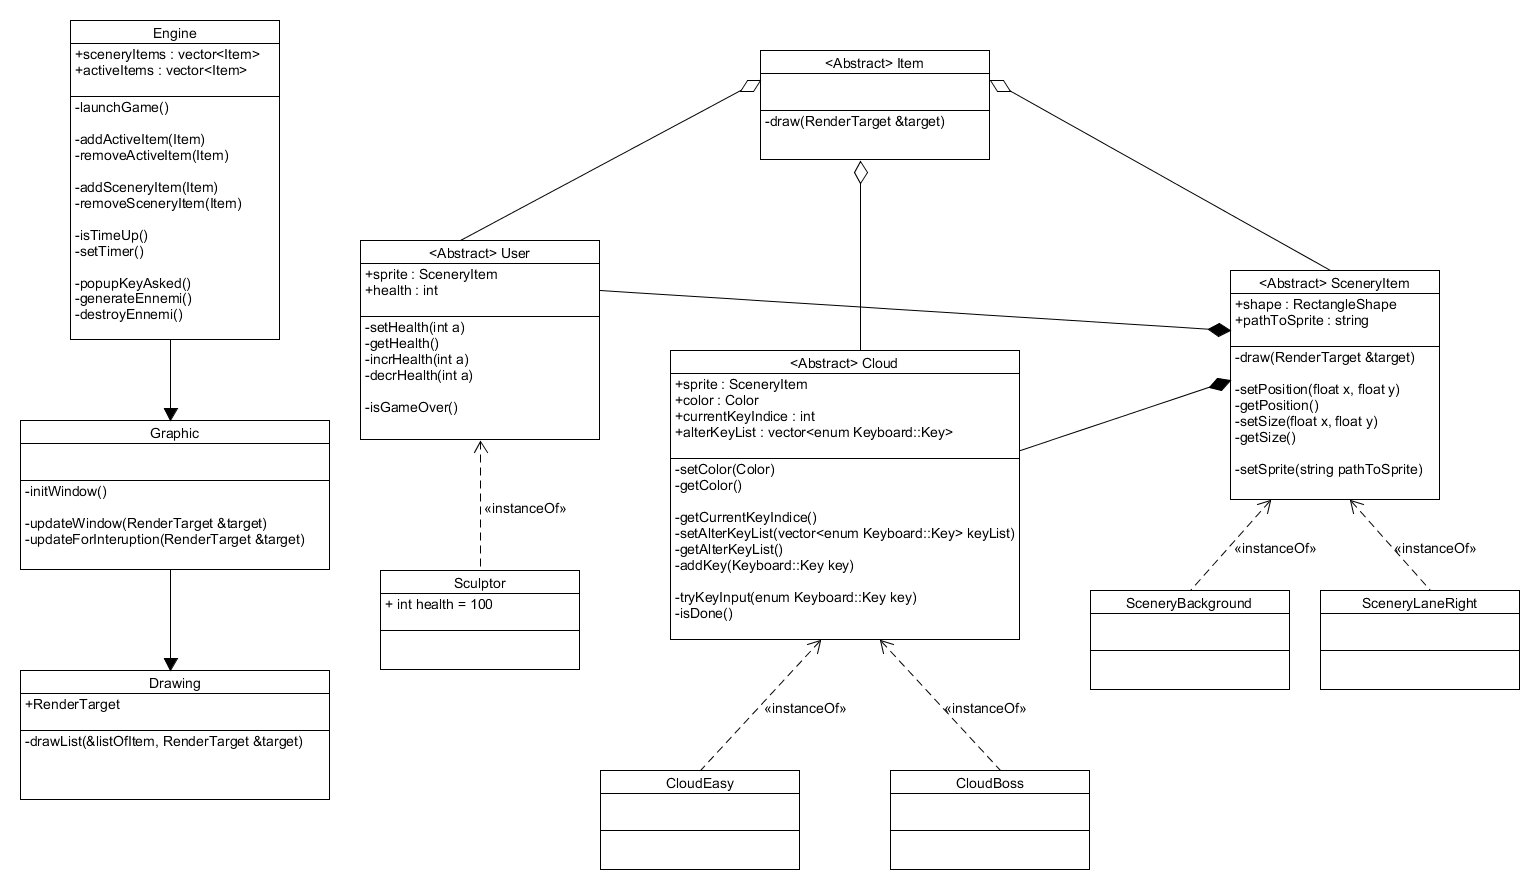 Engine
+sceneryItems : vector<Item>
+activeItems : vector<Item>
-launchGame()
-addActiveItem(Item)
-removeActiveItem(Item)
-addSceneryItem(Item)
-removeSceneryItem(Item)
-isTimeUp()
-setTimer()
-popupKeyAsked()
-generateEnnemi()
-destroyEnnemi()
Graphic
-initWindow()
-updateWindow(RenderTarget &target)
-updateForInteruption(RenderTarget &target)
Drawing
+RenderTarget
-drawList(&listOfItem, RenderTarget &target)
<Abstract> Item
-draw(RenderTarget &target)
<Abstract> User
+sprite : SceneryItem
+health : int
-setHealth(int a)
-getHealth()
-incrHealth(int a)
-decrHealth(int a)
-isGameOver()
«instanceOf»
Sculptor
+ int health = 100
<Abstract> Cloud
+sprite : SceneryItem
+color : Color
+currentKeyIndice : int
+alterKeyList : vector<enum Keyboard::Key>
-setColor(Color)
-getColor()
-getCurrentKeyIndice()
-setAlterKeyList(vector<enum Keyboard::Key> keyList)
-getAlterKeyList()
-addKey(Keyboard::Key key)
-tryKeyInput(enum Keyboard::Key key)
-isDone()
«instanceOf»
«instanceOf»
CloudEasy
CloudBoss
<Abstract> SceneryItem
+shape : RectangleShape
+pathToSprite : string
-draw(RenderTarget &target)
-setPosition(float x, float y)
-getPosition()
-setSize(float x, float y)
-getSize()
-setSprite(string pathToSprite)
«instanceOf»
«instanceOf»
SceneryBackground
SceneryLaneRight